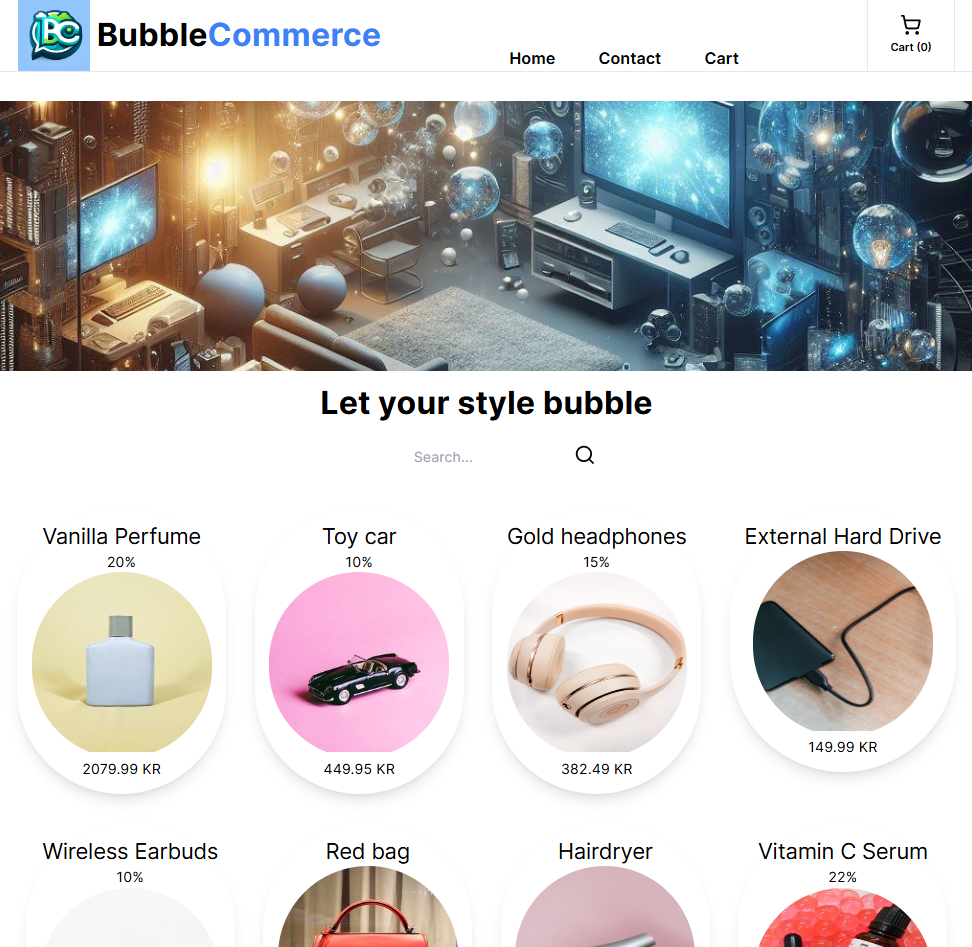 BubbleCommerce
Home Contact Cart
Cart (0)
Let your style bubble
Search...
Vanilla Perfume
20%
2079.99 KR
Toy car
10%
449.95 KR
Gold headphones
15%
382.49 KR
External Hard Drive
149.99 KR
Wireless Earbuds
10%
Red bag
Hairdryer
Vitamin C Serum
22%